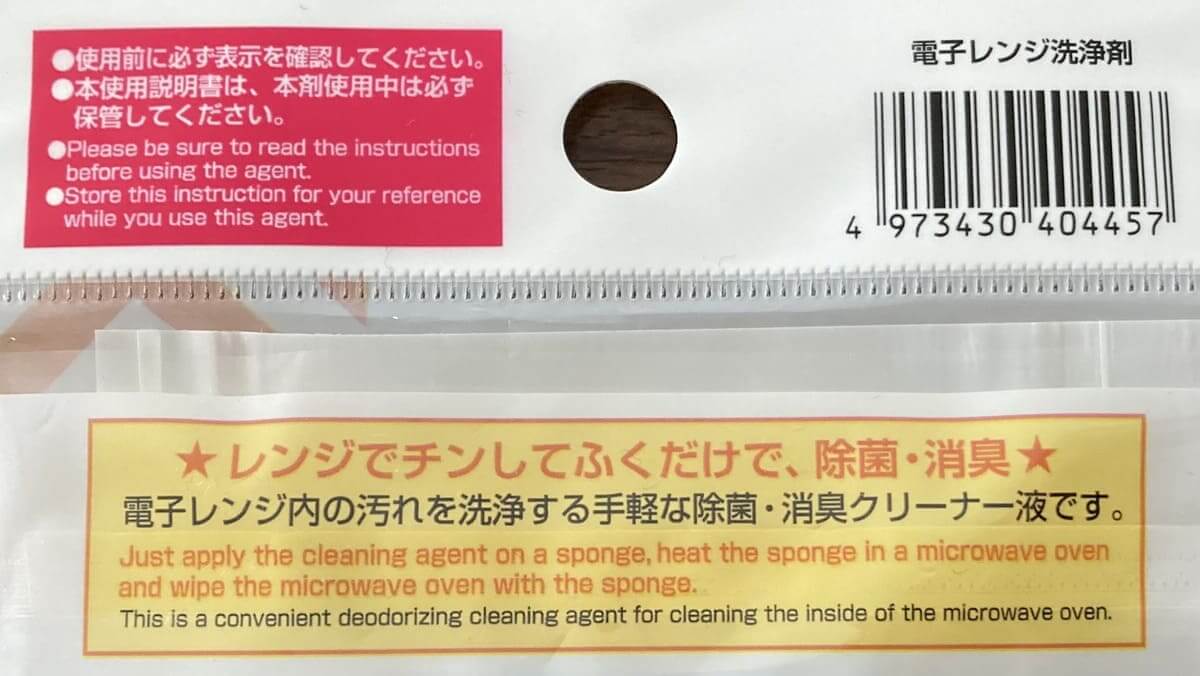 ●使用前に必ず表示を確認してください。
●本使用説明書は、本剤使用中は必ず
保管してください。
●Please be sure to read the instructions
before using the agent.
●Store this instruction for your reference
while you use this agent.
電子レンジ洗浄剤
4 973430 404457
★レンジでチンしてふくだけで、除菌・消臭★
電子レンジ内の汚れを洗浄する手軽な除菌・消臭クリーナー液です。
Just apply the cleaning agent on a sponge, heat the sponge in a microwave oven
and wipe the microwave oven with the sponge.
This is a convenient deodorizing cleaning agent for cleaning the inside of the microwave oven.